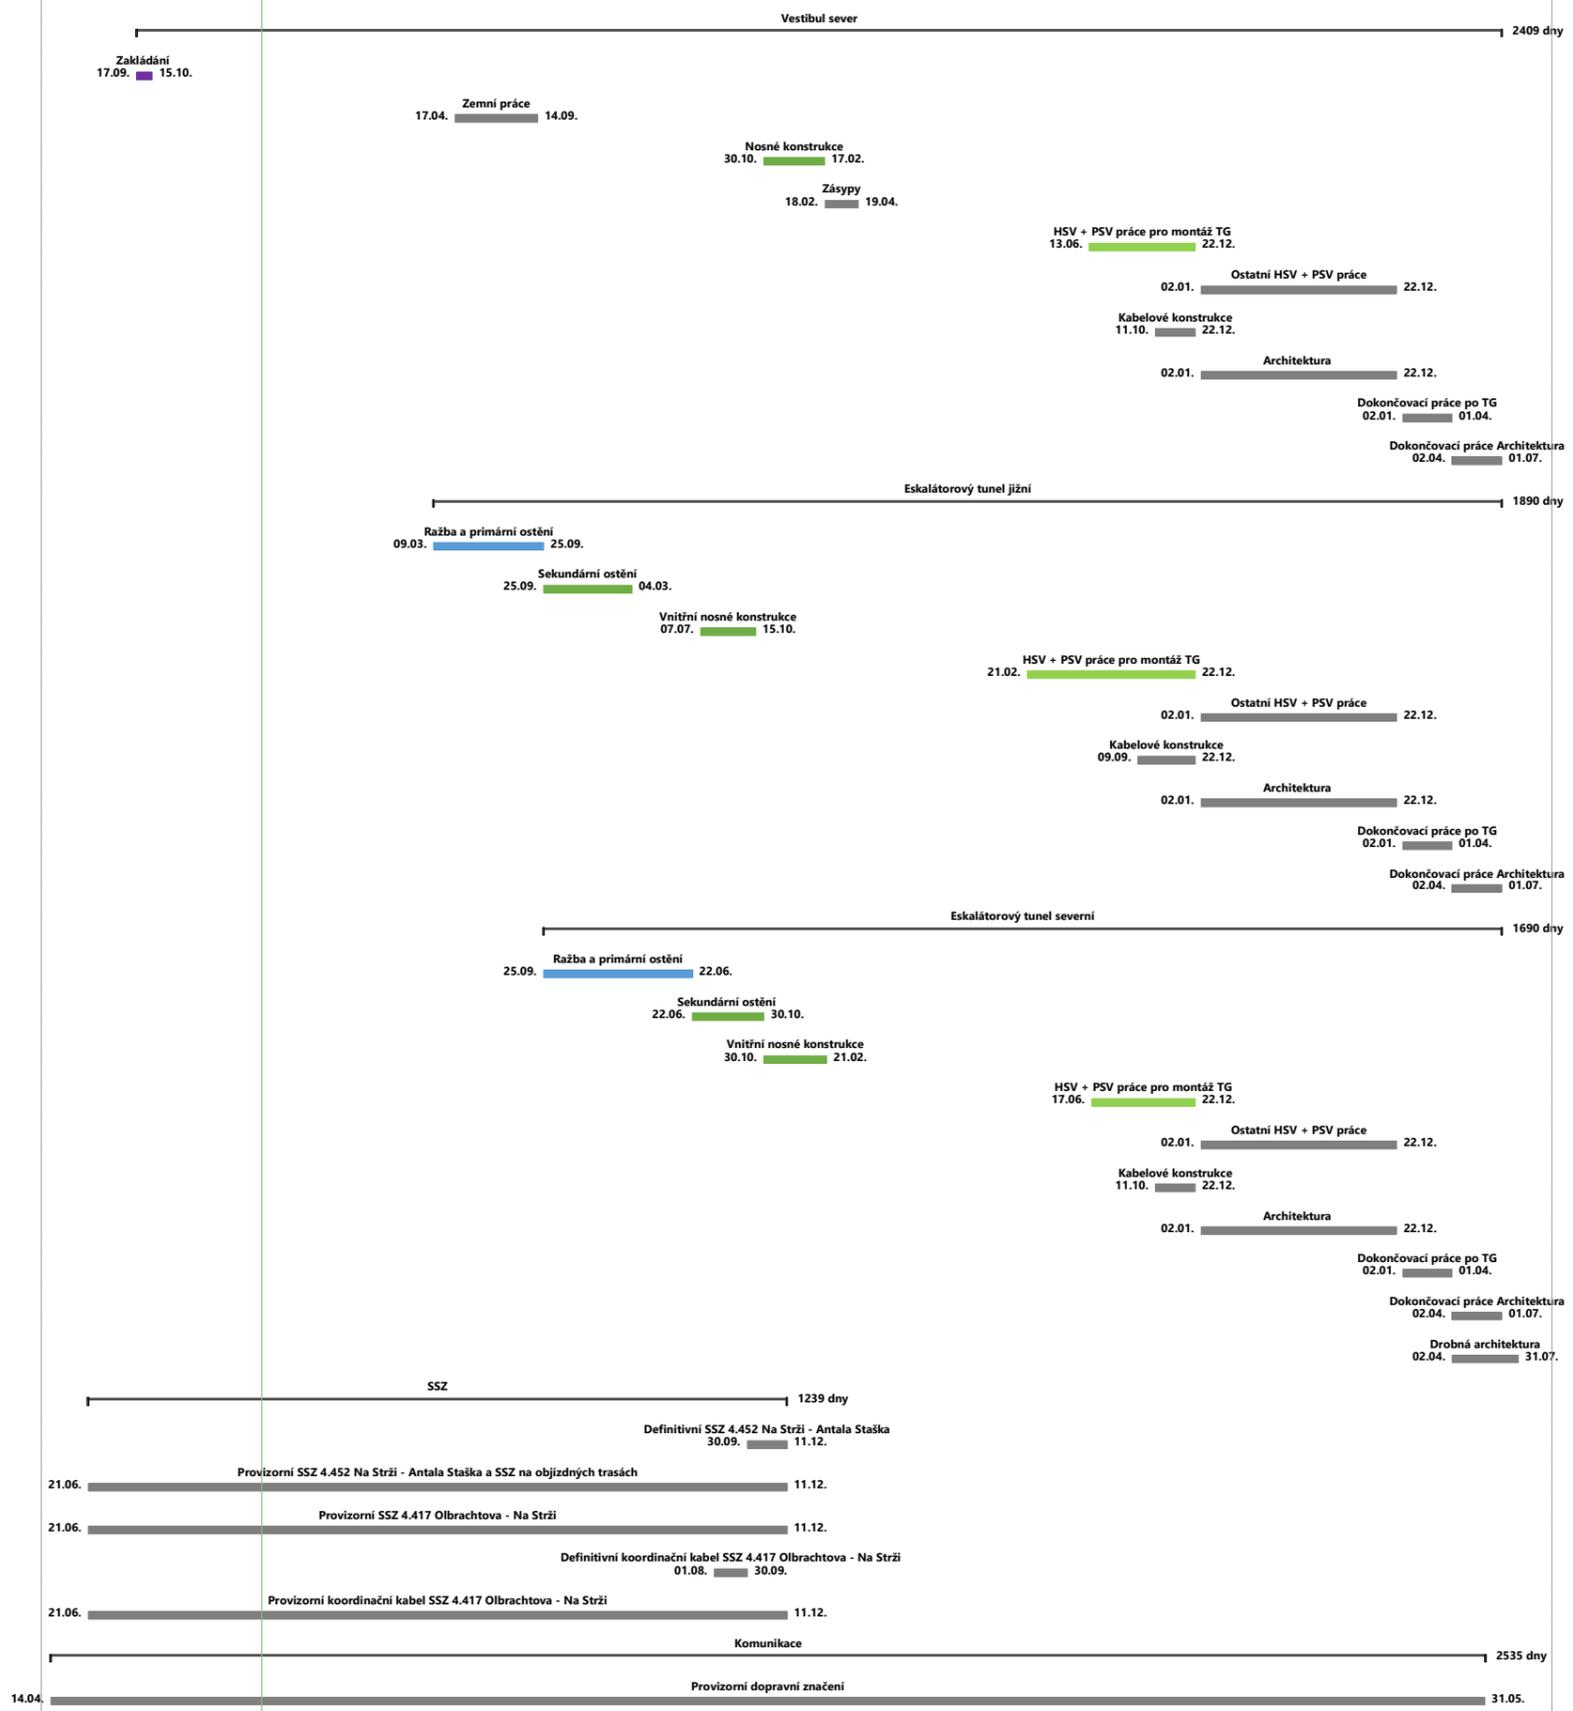 Vestibul sever
2409 dny
Zakládání
17.09. 15.10.
Zemní práce
17.04. 14.09.
Nosné konstrukce
30.10. 17.02.
Zásypy
18.02. 19.04.
HSV + PSV práce pro montáž TG
13.06. 22.12.
Ostatní HSV + PSV práce
02.01. 22.12.
Kabelové konstrukce
11.10. 22.12.
Architektura
02.01. 22.12.
Dokončovací práce po TG
02.01. 01.04.
Dokončovací práce Architektura
02.04. 01.07.
Eskalátorový tunel jižní
1890 dny
Ražba a primární ostění
09.03. 25.09.
Sekundární ostění
25.09. 04.03.
Vnitřní nosné konstrukce
07.07. 15.10.
HSV + PSV práce pro montáž TG
21.02. 22.12.
Ostatní HSV + PSV práce
02.01. 22.12.
Kabelové konstrukce
09.09. 22.12.
Architektura
02.01. 22.12.
Dokončovací práce po TG
02.01. 01.04.
Dokončovací práce Architektura
02.04. 01.07.
Eskalátorový tunel severní
1690 dny
Ražba a primární ostění
25.09. 22.06.
Sekundární ostění
22.06. 30.10.
Vnitřní nosné konstrukce
30.10. 21.02.
HSV + PSV práce pro montáž TG
17.06. 22.12.
Ostatní HSV + PSV práce
02.01. 22.12.
Kabelové konstrukce
11.10. 22.12.
Architektura
02.01. 22.12.
Dokončovací práce po TG
02.01. 01.04.
Dokončovací práce Architektura
02.04. 01.07.
Drobná architektura
02.04. 31.07.
SSZ
1239 dny
Definitivní SSZ 4.452 Na Strži - Antala Staška
30.09. 11.12.
Provizorní SSZ 4.452 Na Strži - Antala Staška a SSZ na objízdných trasách
21.06. 11.12.
Provizorní SSZ 4.417 Olbrachtova - Na Strži
21.06. 11.12.
Definitivní koordinační kabel SSZ 4.417 Olbrachtova - Na Strži
01.08. 30.09.
Provizorní koordinační kabel SSZ 4.417 Olbrachtova - Na Strži
21.06. 11.12.
Komunikace
2535 dny
Provizorní dopravní značení
14.04. 31.05.